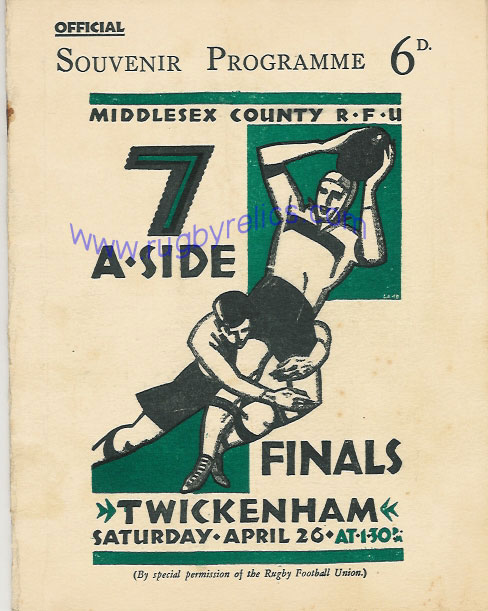 OFFICIAL
SOUVENIR PROGRAMME 6D.
MIDDLESEX COUNTY R·F·U
7
A·SIDE
www.rugbyrelics.com
LAMB
FINALS
TWICKENHAM
SATURDAY·APRIL 26·AT·1·30 P.M.
(By special permission of the Rugby Football Union.)